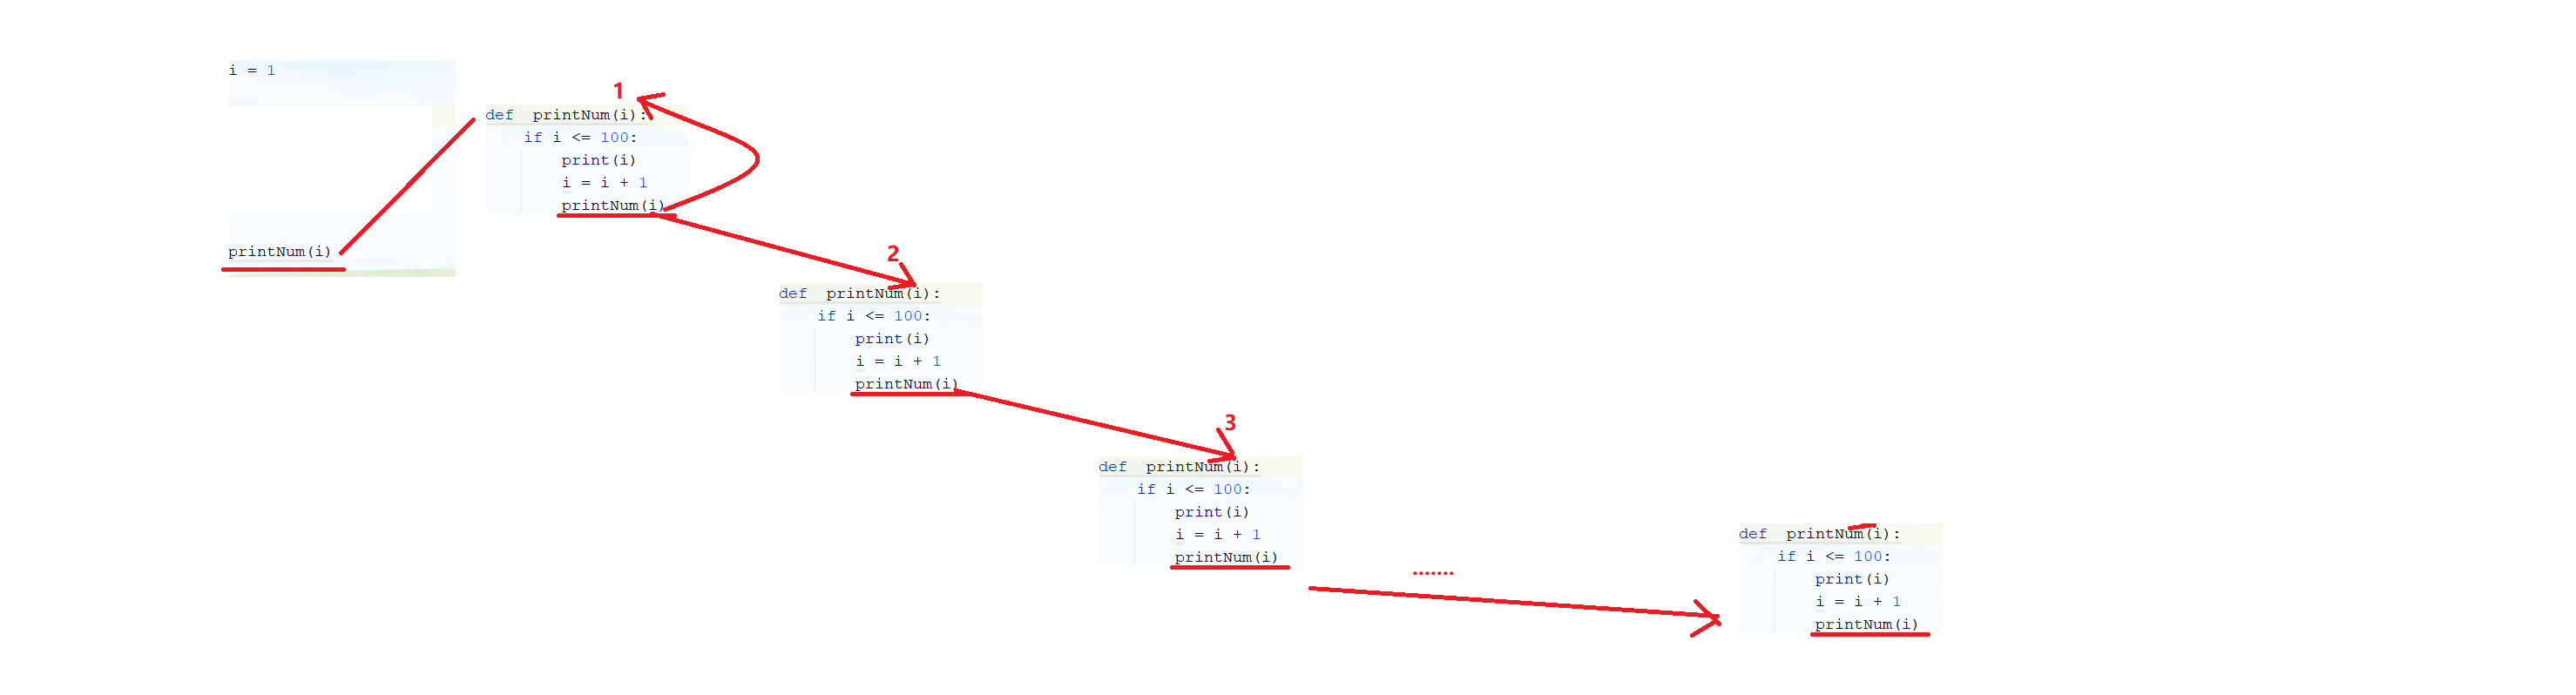 i = 1
printNum(i)
1
def  printNum(i):
if i <= 100:
print(i)
i = i + 1
printNum(i)
2
def  printNum(i):
if i <= 100:
print(i)
i = i + 1
printNum(i)
3
def  printNum(i):
if i <= 100:
print(i)
i = i + 1
printNum(i)
.......
def  printNum(i):
if i <= 100:
print(i)
i = i + 1
printNum(i)